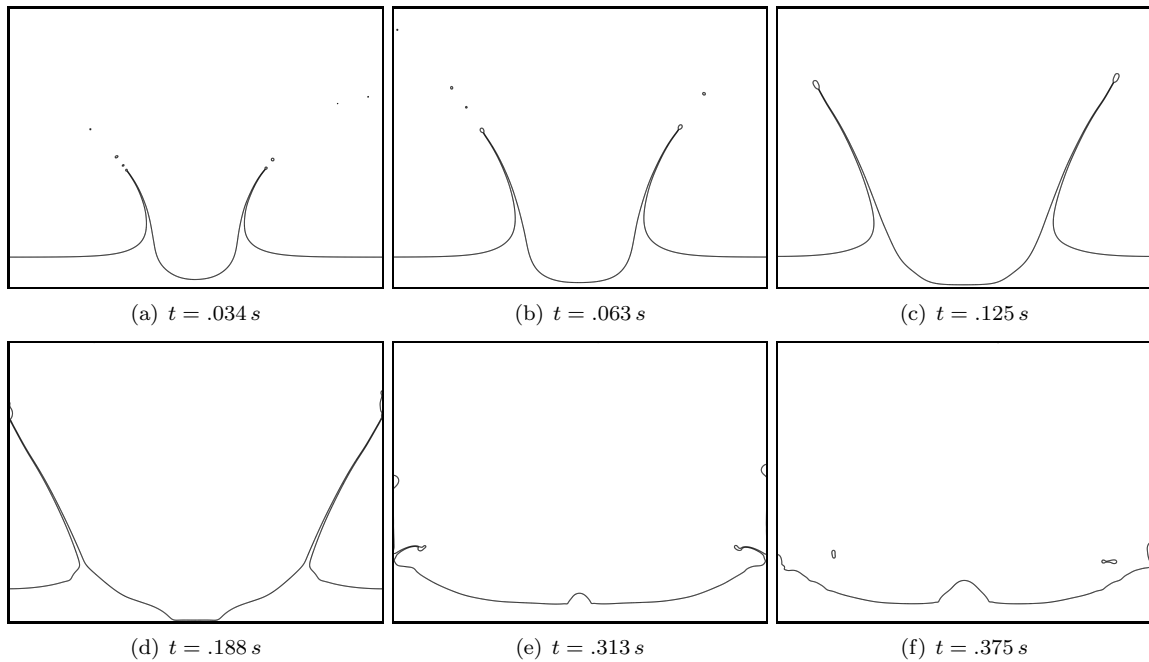 (a) t = .034 s
(b) t = .063 s
(c) t = .125 s
(d) t = .188 s
(e) t = .313 s
(f) t = .375 s